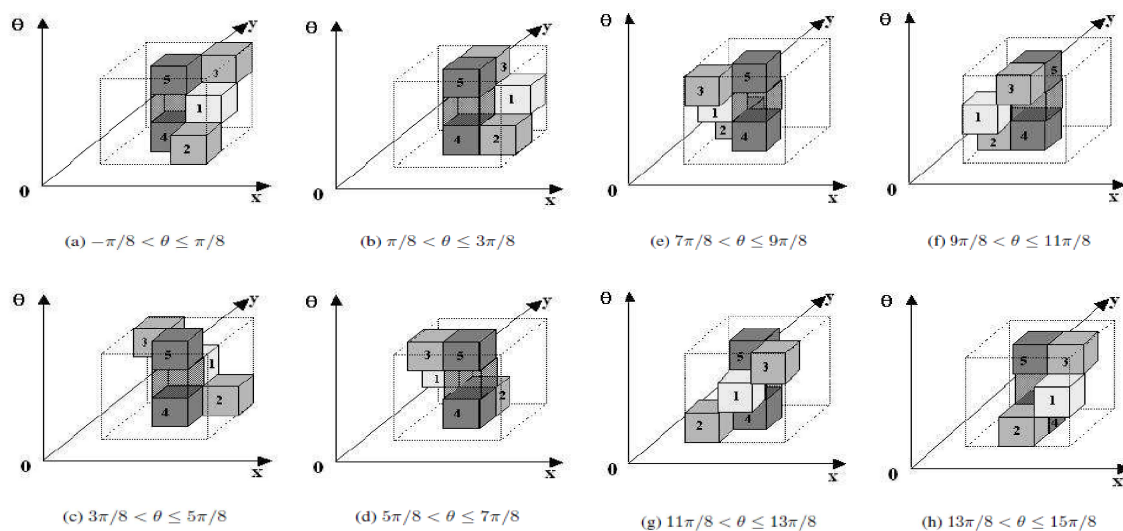 θ y
5 3
1
4
2
0 x
(a) −π/8 < θ ≤ π/8
θ y
3
5
1
4 2
0 x
(b) π/8 < θ ≤ 3π/8
θ y
3 5
1
2 4
0 x
(e) 7π/8 < θ ≤ 9π/8
θ y
5
3
1
2 4
0 x
(f) 9π/8 < θ ≤ 11π/8
θ y
3
5 1
4 2
0 x
(c) 3π/8 < θ ≤ 5π/8
θ y
3 5
1
2
4
0 x
(d) 5π/8 < θ ≤ 7π/8
θ y
5
3
1
2 4
0 x
(g) 11π/8 < θ ≤ 13π/8
θ y
5 3
1
2 4
0 x
(h) 13π/8 < θ ≤ 15π/8